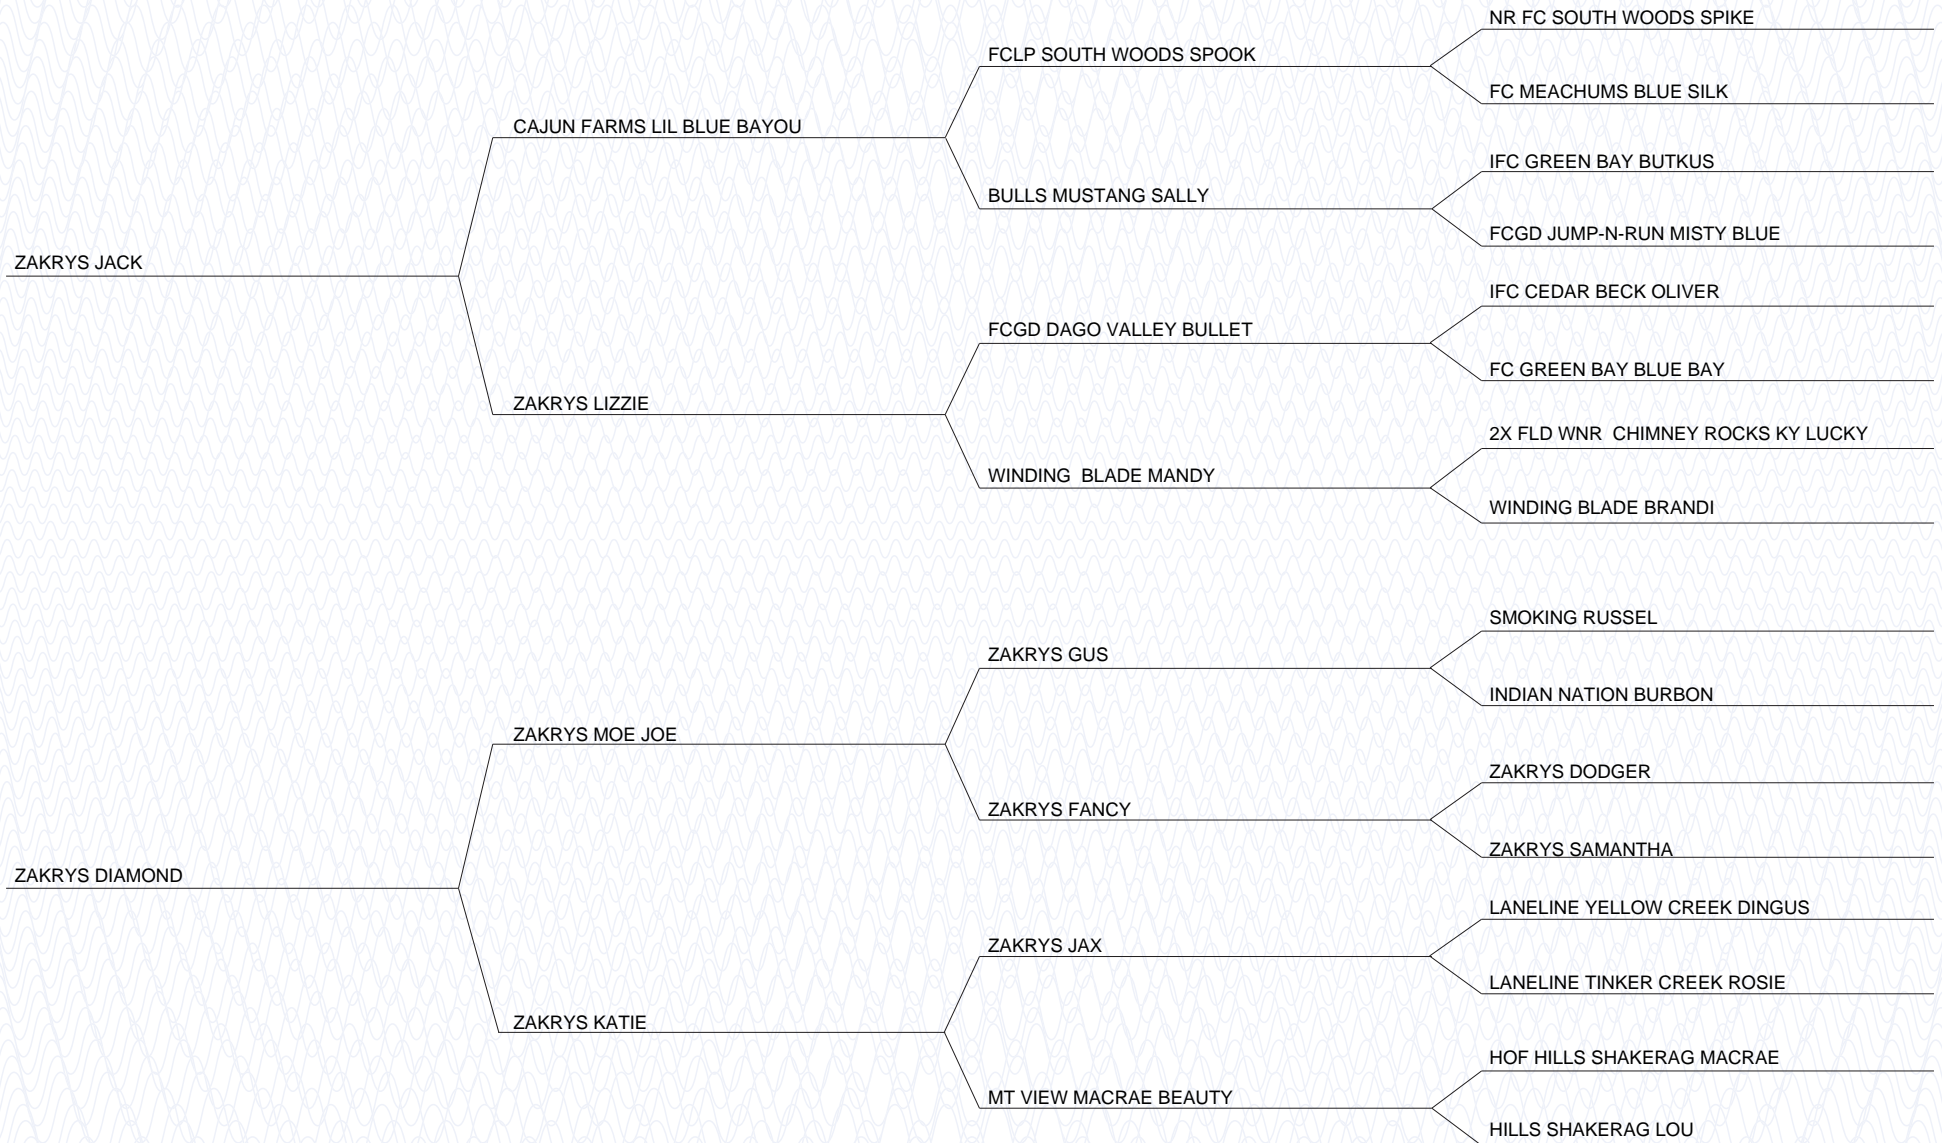 NR FC SOUTH WOODS SPIKE
FCLP SOUTH WOODS SPOOK
FC MEACHUMS BLUE SILK
CAJUN FARMS LIL BLUE BAYOU
IFC GREEN BAY BUTKUS
BULLS MUSTANG SALLY
FCGD JUMP-N-RUN MISTY BLUE
ZAKRYS JACK
IFC CEDAR BECK OLIVER
FCGD DAGO VALLEY BULLET
FC GREEN BAY BLUE BAY
ZAKRYS LIZZIE
2X FLD WNR  CHIMNEY ROCKS KY LUCKY
WINDING  BLADE MANDY
WINDING BLADE BRANDI
SMOKING RUSSEL
ZAKRYS GUS
INDIAN NATION BURBON
ZAKRYS MOE JOE
ZAKRYS DODGER
ZAKRYS FANCY
ZAKRYS SAMANTHA
ZAKRYS DIAMOND
LANELINE YELLOW CREEK DINGUS
ZAKRYS JAX
LANELINE TINKER CREEK ROSIE
ZAKRYS KATIE
HOF HILLS SHAKERAG MACRAE
MT VIEW MACRAE BEAUTY
HILLS SHAKERAG LOU